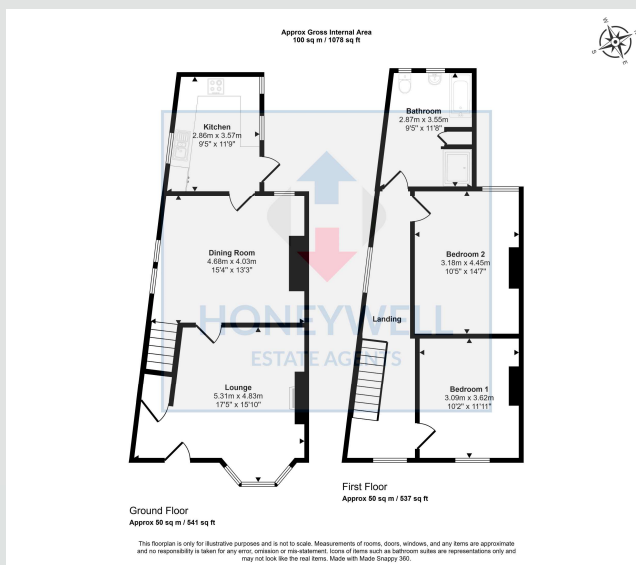 Approx Gross Internal Area
100 sq m / 1078 sq ft
Kitchen
2.86m x 3.57m
9'5" x 11'9"
Dining Room
4.68m x 4.03m
15'4" x 13'3"
Lounge
5.31m x 4.83m
17'5" x 15'10"
Ground Floor
Approx 50 sq m / 541 sq ft
Bathroom
2.87m x 3.55m
9'5" x 11'8"
Bedroom 2
3.18m x 4.45m
10'5" x 14'7"
Landing
Bedroom 1
3.09m x 3.62m
10'2" x 11'11"
First Floor
Approx 50 sq m / 537 sq ft
HONEYWELL
ESTATE AGENTS
This floorplan is only for illustrative purposes and is not to scale. Measurements of rooms, doors, windows, and any items are approximate
and no responsibility is taken for any error, omission or mis-statement. Icons of items such as bathroom suites are representations only and
may not look like the real items. Made with Made Snappy 360.